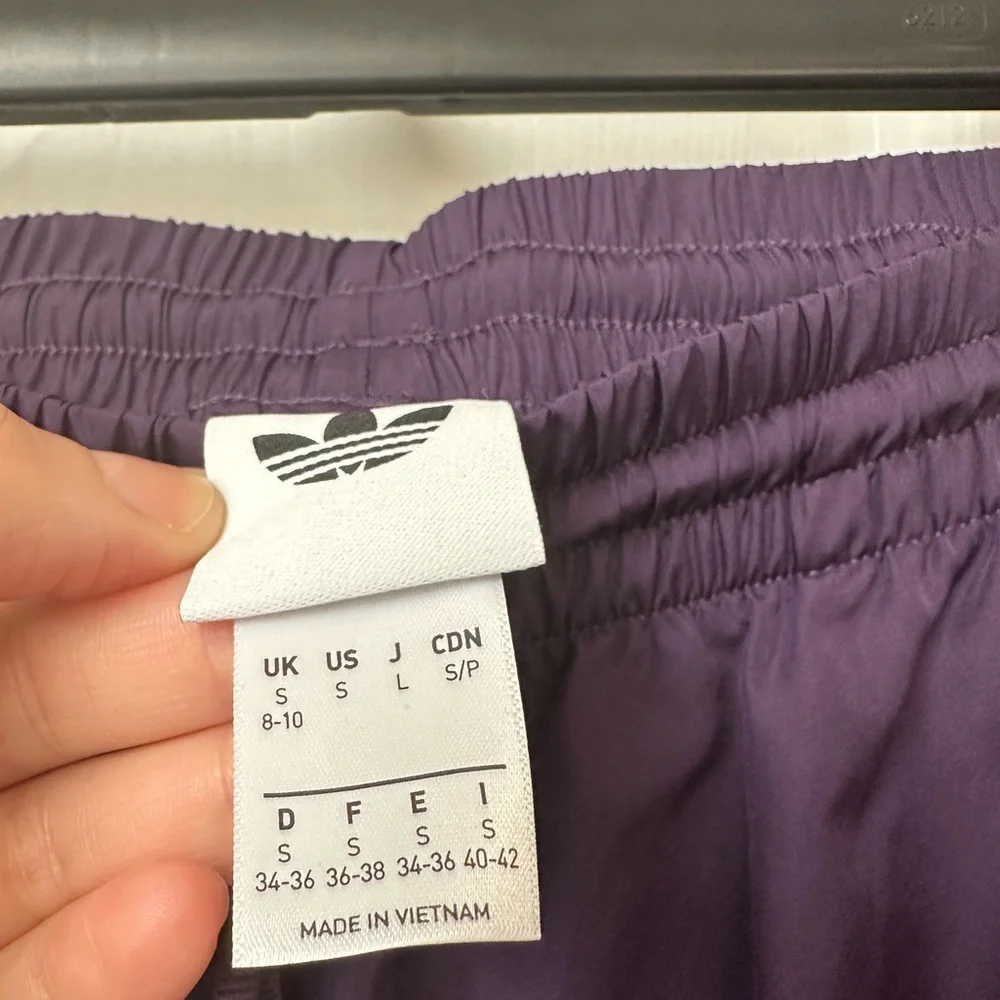 UK US J CDN
S S L S/P
8-10
D F E I
S S S S
34-36 36-38 34-36 40-42
MADE IN VIETNAM